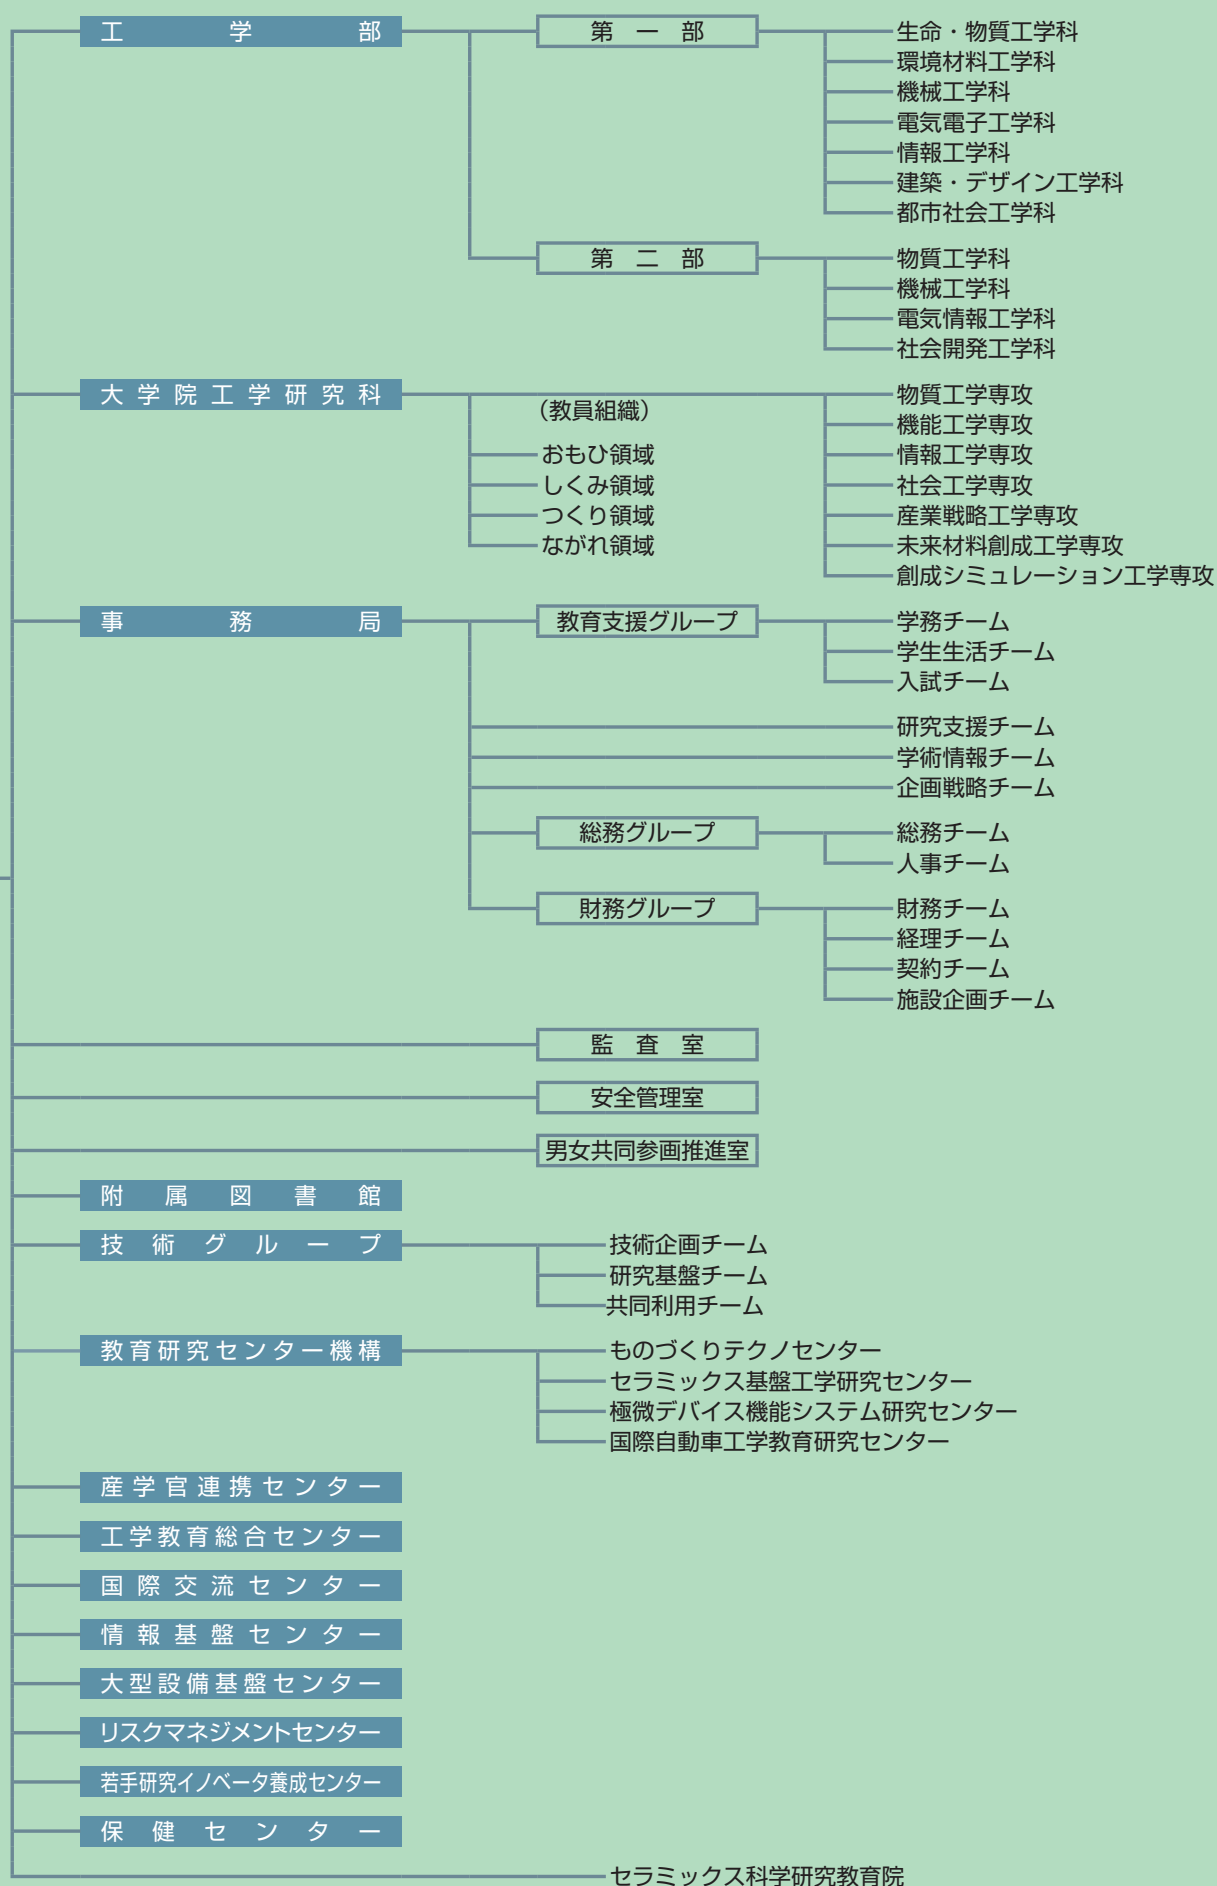 工学部
第一部
生命・物質工学科
環境材料工学科
機械工学科
電気電子工学科
情報工学科
建築・デザイン工学科
都市社会工学科
第二部
物質工学科
機械工学科
電気情報工学科
社会開発工学科
大学院工学研究科
（教員組織）
おもひ領域
しくみ領域
つくり領域
ながれ領域
物質工学専攻
機能工学専攻
情報工学専攻
社会工学専攻
産業戦略工学専攻
未来材料創成工学専攻
創成シミュレーション工学専攻
事務局
教育支援グループ
学務チーム
学生生活チーム
入試チーム
研究支援チーム
学術情報チーム
企画戦略チーム
総務グループ
総務チーム
人事チーム
財務グループ
財務チーム
経理チーム
契約チーム
施設企画チーム
監査室
安全管理室
男女共同参画推進室
附属図書館
技術グループ
技術企画チーム
研究基盤チーム
共同利用チーム
教育研究センター機構
ものづくりテクノセンター
セラミックス基盤工学研究センター
極微デバイス機能システム研究センター
国際自動車工学教育研究センター
産学官連携センター
工学教育総合センター
国際交流センター
情報基盤センター
大型設備基盤センター
リスクマネジメントセンター
若手研究イノベータ養成センター
保健センター
セラミックス科学研究教育院